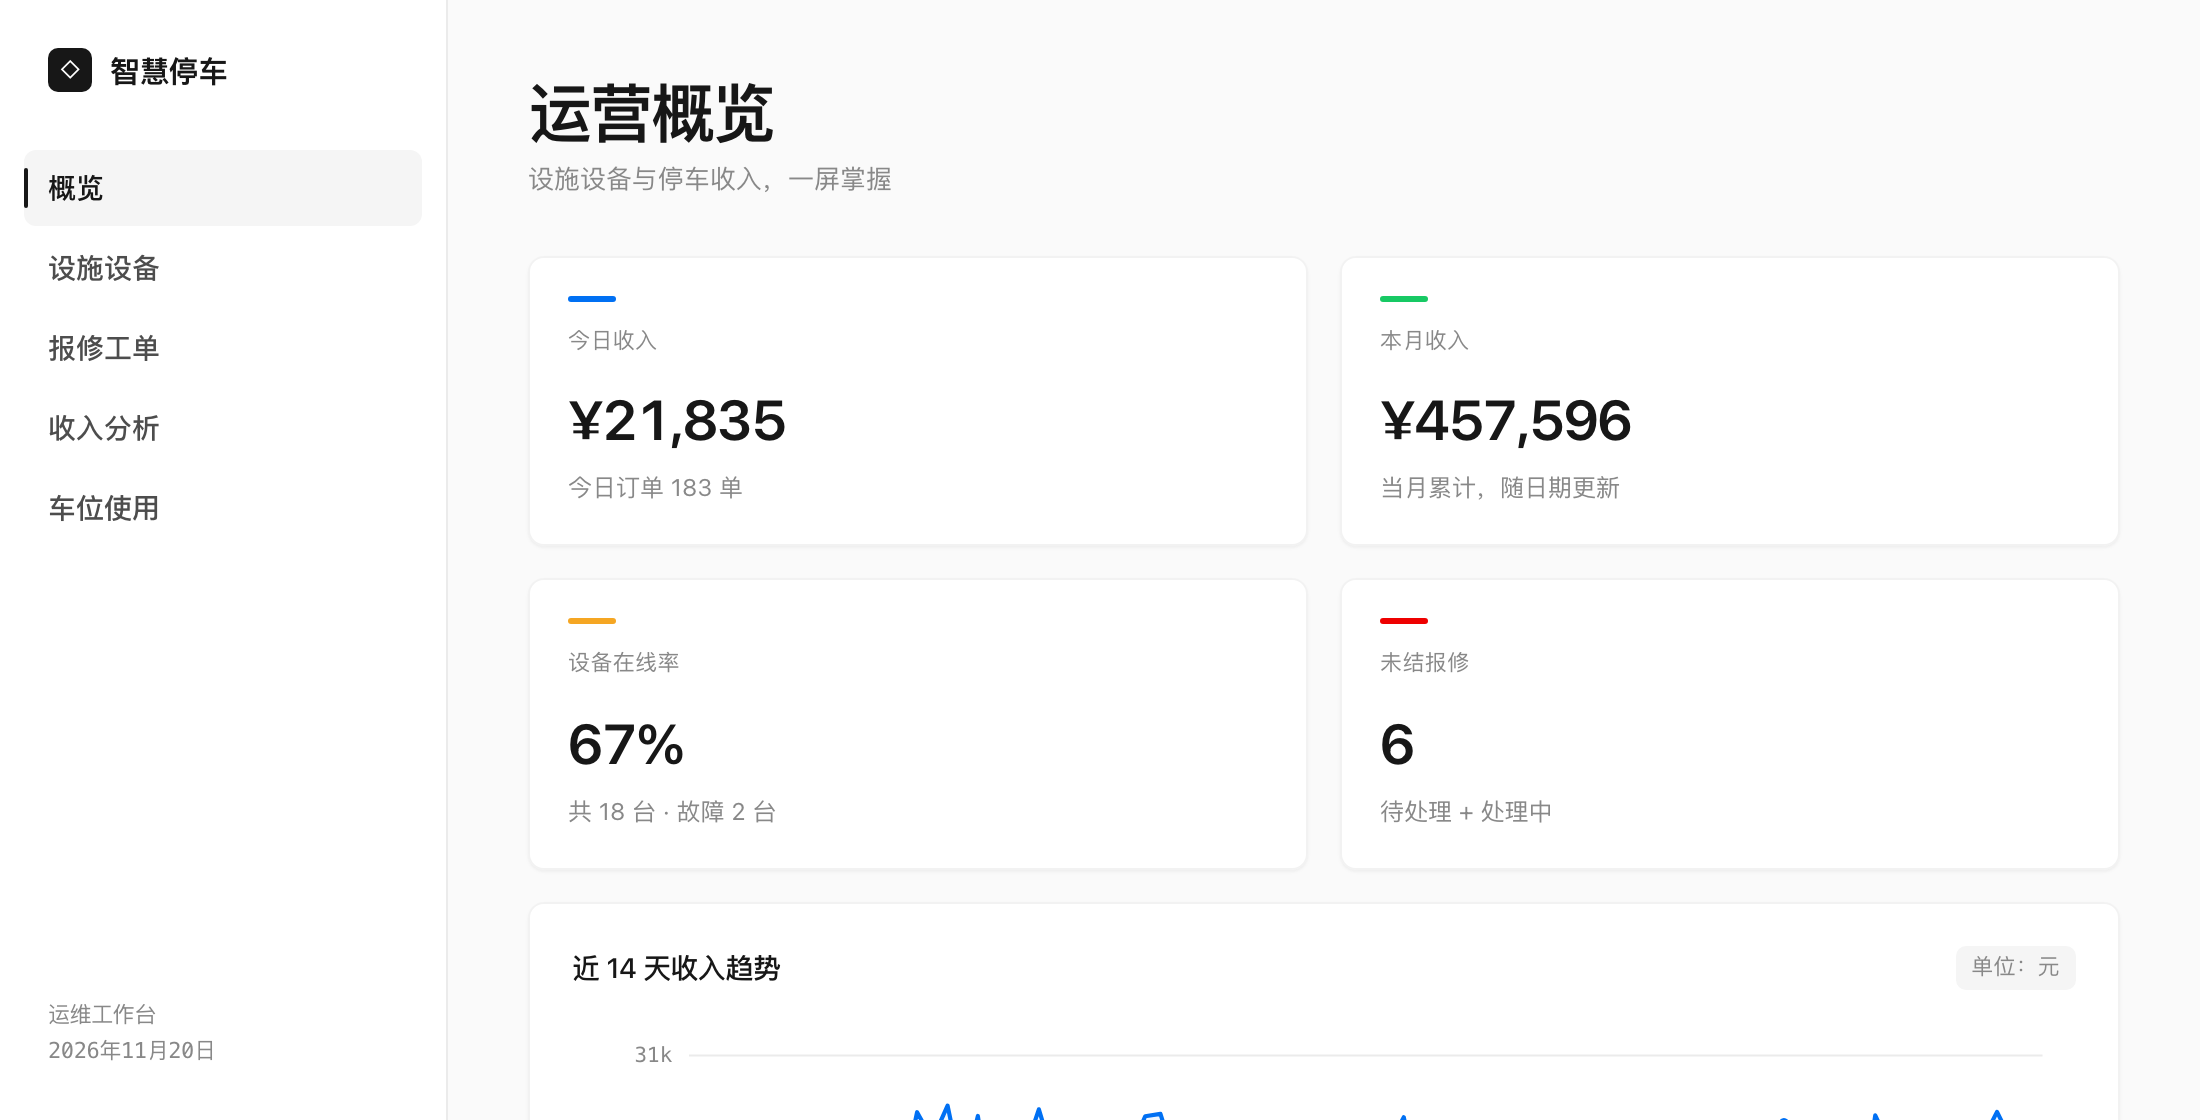 智慧停车
概览
设施设备
报修工单
收入分析
车位使用
运维工作台
2026年11月20日
运营概览
设施设备与停车收入，一屏掌握
今日收入
¥21,835
今日订单 183 单
本月收入
¥457,596
当月累计，随日期更新
设备在线率
67%
共 18 台 · 故障 2 台
未结报修
6
待处理 + 处理中
近 14 天收入趋势
单位：元
31k